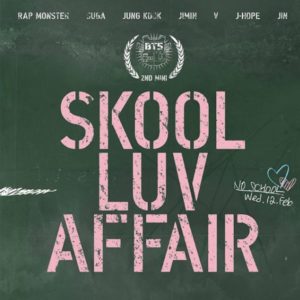 RAP MONSTER SUGA JUNG KOOK JIMIN V J-HOPE JIN
BTS
2ND MINI
SKOOL
LUV
AFFAIR
NO SCHOOL
Wed. 12. Feb